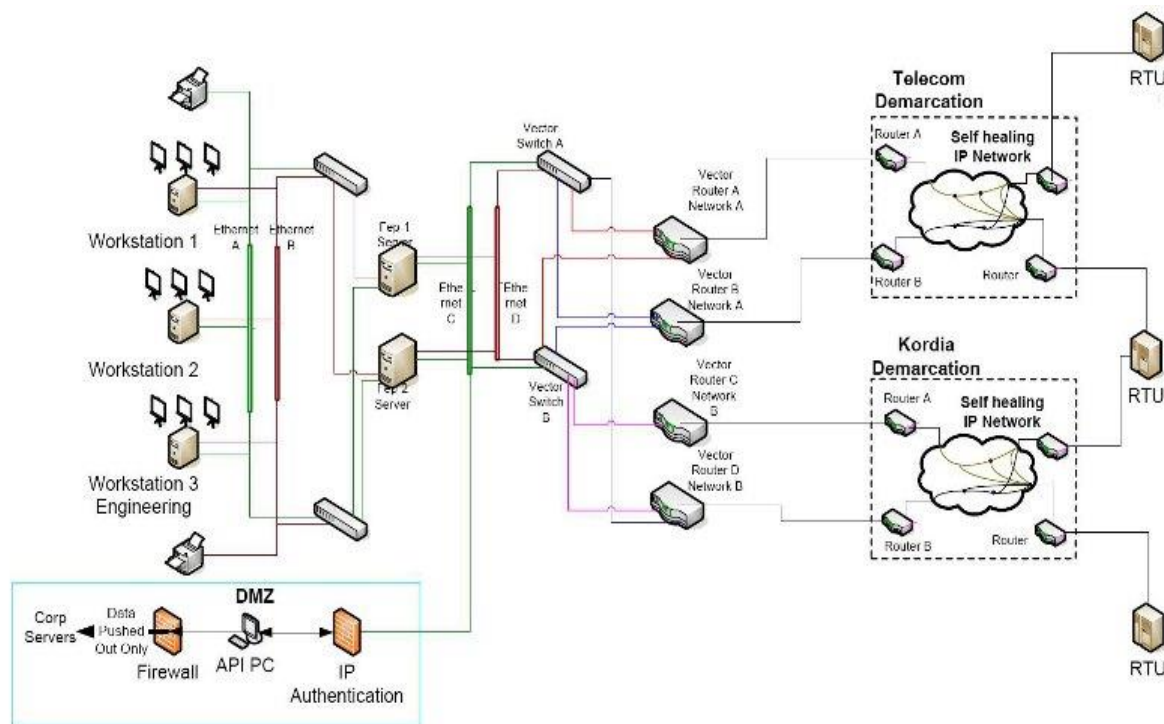 RTU
Telecom
Demarcation
Router A
Self healing
IP Network
Router B
Router
Vector
Switch A
Vector
Router A
Network A
Vector
Router B
Network A
Workstation 1
Ethernet
A
Ethernet
B
Fep 1
Server
Ethe
rnet
C
Ethe
rnet
D
Workstation 2
Fep 2
Server
Vector
Switch
B
Vector
Router C
Network
B
Kordia
Demarcation
Router A
Self healing
IP Network
RTU
Workstation 3
Engineering
Vector
Router D
Network B
Router B
Router
DMZ
Corp
Servers
Data
Pushed
Out Only
Firewall
API PC
IP
Authentication
RTU